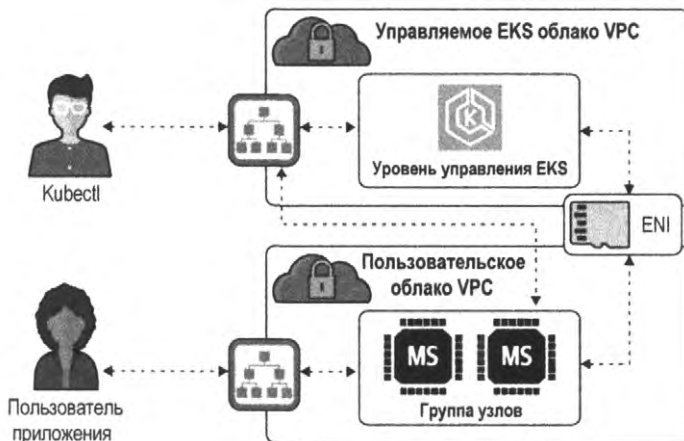 Управляемое EKS облако VPC
K
Уровень управления EKS
Kubectl
ENI
Пользовательское
облако VPC
MS MS
Группа узлов
Пользователь
приложения